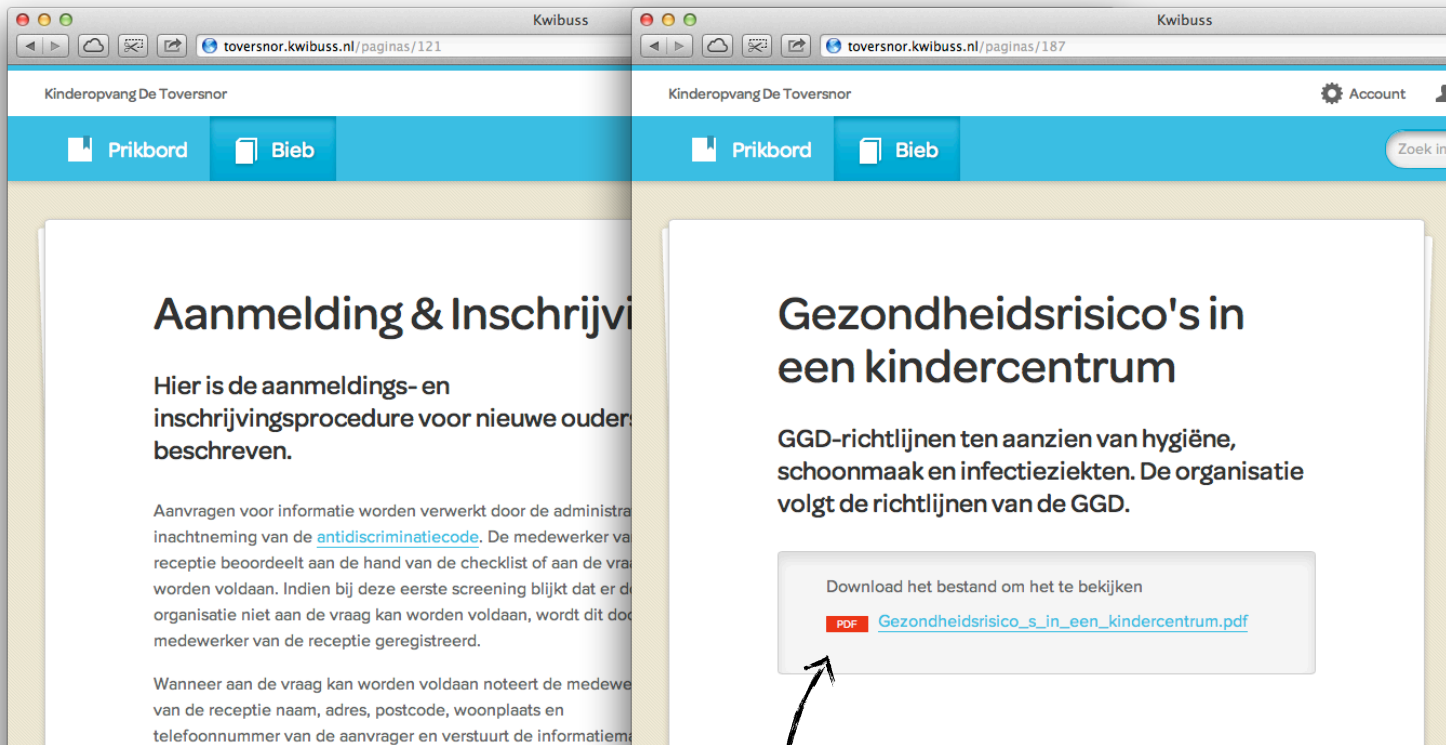 Kwibuss
toversnor.kwibuss.nl/paginas/121
Kinderopvang De Toversnor
Prikbord
Bieb
Aanmelding & Inschrijvi
Hier is de aanmeldings- en
inschrijvingsprocedure voor nieuwe ouders
beschreven.
Aanvragen voor informatie worden verwerkt door de administra
inachtneming van de antidiscriminatiecode. De medewerker va
receptie beoordeelt aan de hand van de checklist of aan de vraa
worden voldaan. Indien bij deze eerste screening blijkt dat er do
organisatie niet aan de vraag kan worden voldaan, wordt dit doo
medewerker van de receptie geregistreerd.
Wanneer aan de vraag kan worden voldaan noteert de medewe
van de receptie naam, adres, postcode, woonplaats en
telefoonnummer van de aanvrager en verstuurt de informatiema
Kwibuss
toversnor.kwibuss.nl/paginas/187
Kinderopvang De Toversnor
Account
Prikbord
Bieb
Zoek in
Gezondheidsrisico's in
een kindercentrum
GGD-richtlijnen ten aanzien van hygiëne,
schoonmaak en infectieziekten. De organisatie
volgt de richtlijnen van de GGD.
Download het bestand om het te bekijken
PDF Gezondheidsrisico_s_in_een_kindercentrum.pdf